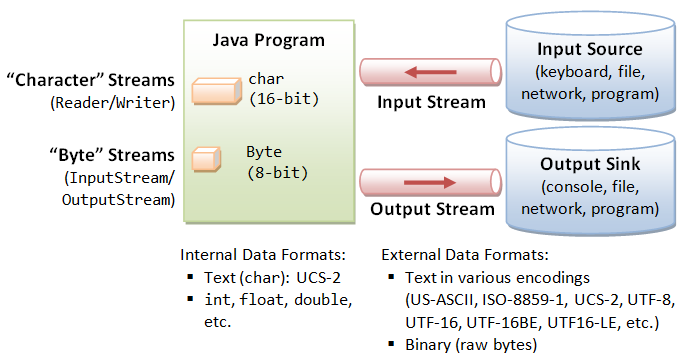 Java Program
“Character” Streams
(Reader/Writer)
char
(16-bit)
“Byte” Streams
(InputStream/
OutputStream)
Byte
(8-bit)
Input Stream
Output Stream
Input Source
(keyboard, file,
network, program)
Output Sink
(console, file,
network, program)
Internal Data Formats:
▪ Text (char): UCS-2
▪ int, float, double,
etc.
External Data Formats:
▪ Text in various encodings
(US-ASCII, ISO-8859-1, UCS-2, UTF-8,
UTF-16, UTF-16BE, UTF16-LE, etc.)
▪ Binary (raw bytes)